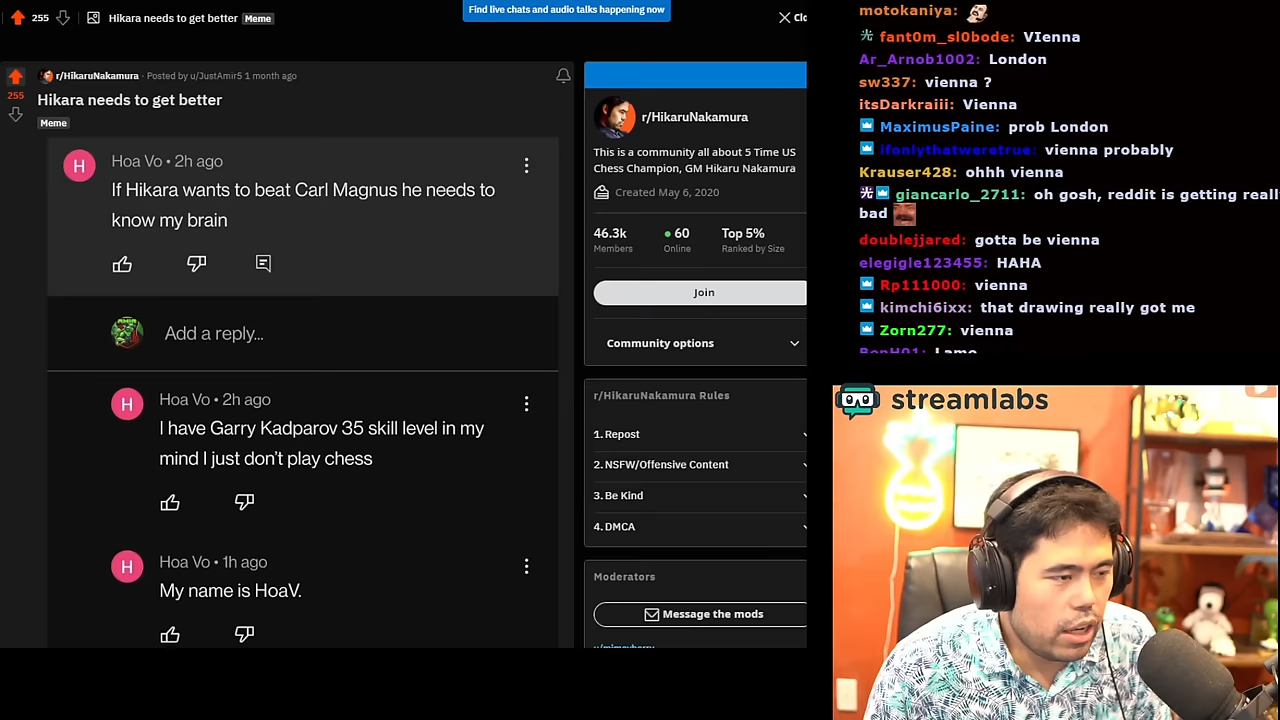 255 Hikara needs to get better Meme
Find live chats and audio talks happening now
Clo
r/HikaruNakamura · Posted by u/JustAmir5 1 month ago
255
Hikara needs to get better
Meme
H Hoa Vo • 2h ago
If Hikara wants to beat Carl Magnus he needs to
know my brain
Add a reply...
H Hoa Vo • 2h ago
I have Garry Kadparov 35 skill level in my
mind I just don't play chess
H Hoa Vo • 1h ago
My name is HoaV.
r/HikaruNakamura
This is a community all about 5 Time US
Chess Champion, GM Hikaru Nakamura
Created May 6, 2020
46.3k 60 Top 5%
Members Online Ranked by Size
Join
Community options
r/HikaruNakamura Rules
1. Repost
2. NSFW/Offensive Content
3. Be Kind
4. DMCA
Moderators
Message the mods
motokaniya:
光 fant0m_sl0bode: VIenna
Ar_Arnob1002: London
sw337: vienna ?
itsDarkraiii: Vienna
MaximusPaine: prob London
ifonlythatweretrue: vienna probably
Krauser428: ohhh vienna
光 giancarlo_2711: oh gosh, reddit is getting reall
bad
doublejjared: gotta be vienna
elegigle123455: HAHA
Rp111000: vienna
kimchi6ixx: that drawing really got me
Zorn277: vienna
BenH01: Lame
streamlabs